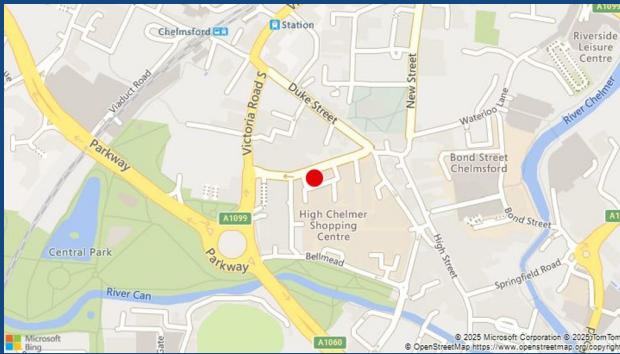 A1099
Chelmsford
Station
Riverside
Leisure
Centre
Viaduct Road
Victoria Road S
Duke Street
New Street
Waterloo Lane
River Chelmer
Parkway
Bond Street
Chelmsford
High Chelmer
Shopping
Centre
A1099
Bond Street
Central Park
Parkway
Bellmead
High Street
Springfield Road
River Can
A1060
Microsoft
Bing
© 2025 Microsoft Corporation © 2025 TomTom
© OpenStreetMap https://www.openstreetmap.org/copyright